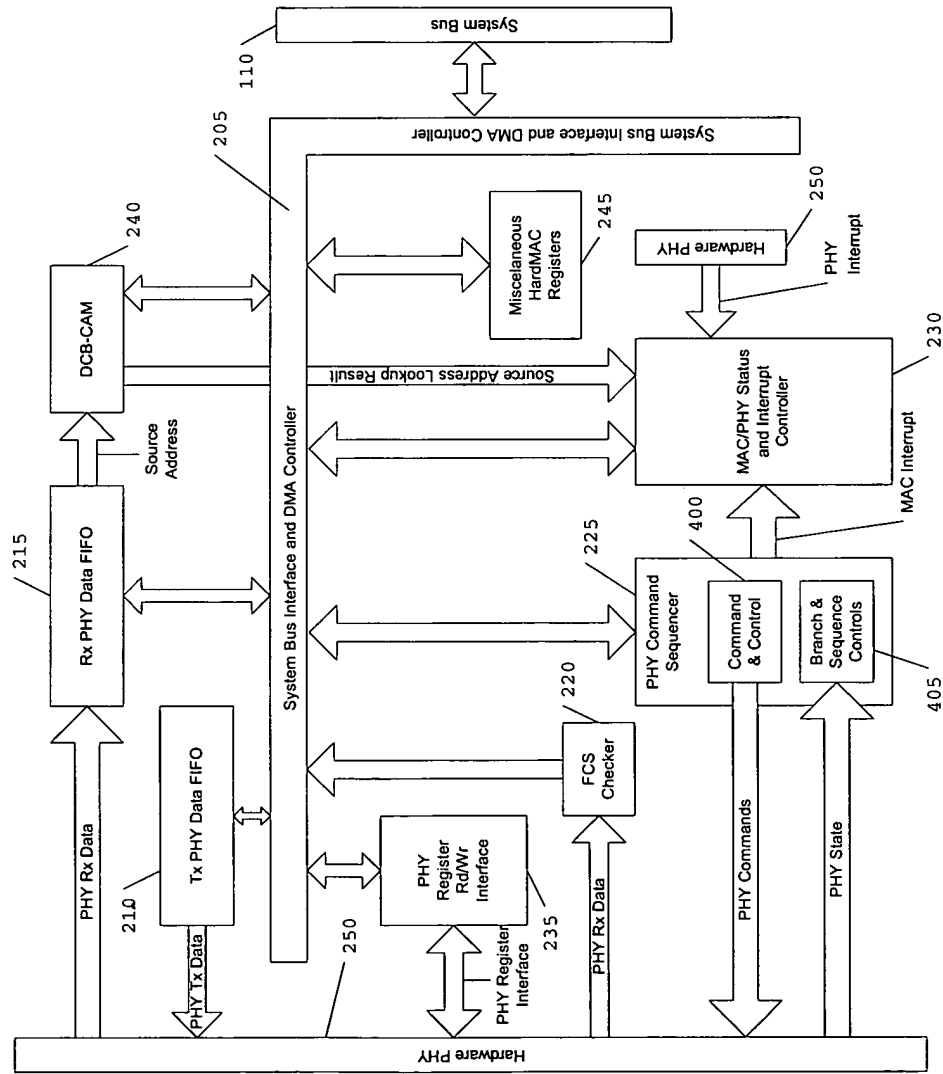 110
System Bus
205
System Bus Interface and DMA Controller
System Bus Interface and DMA Controller
240
DCB-CAM
Source
Address
215
Rx PHY Data FIFO
PHY Rx Data
210
Tx PHY Data FIFO
PHY Tx Data
Miscelaneous
HardMAC
Registers
245
250
Hardware PHY
PHY
Interrupt
Source Address Lookup Result
230
MAC/PHY Status
and Interrupt
Controller
MAC Interrupt
225
400
PHY Command
Sequencer
Command
& Control
Branch &
Sequence
Controls
405
220
FCS
Checker
PHY
Register
Rd/Wr
Interface
235
PHY Register
Interface
PHY Rx Data
PHY Commands
PHY State
250
Hardware PHY